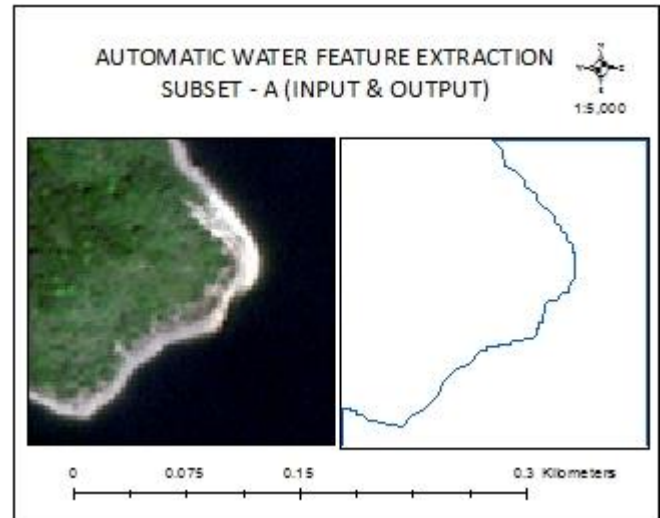 AUTOMATIC WATER FEATURE EXTRACTION
SUBSET - A (INPUT & OUTPUT)
1:5,000
0 0.075 0.15 0.3 Kilometers